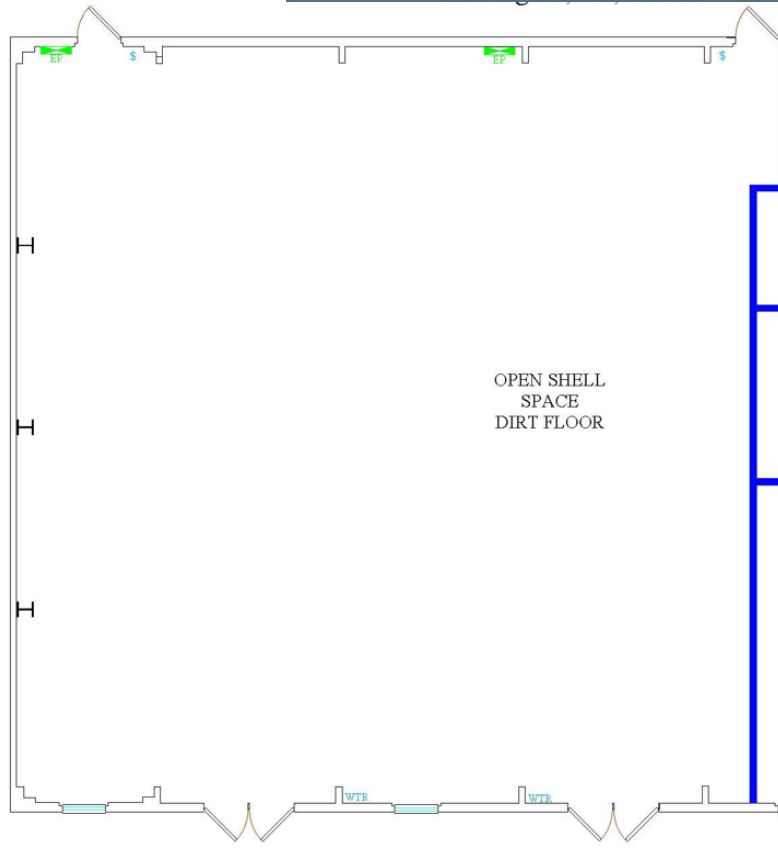 EP
$
EP
$
OPEN SHELL
SPACE
DIRT FLOOR
WTR
WTR